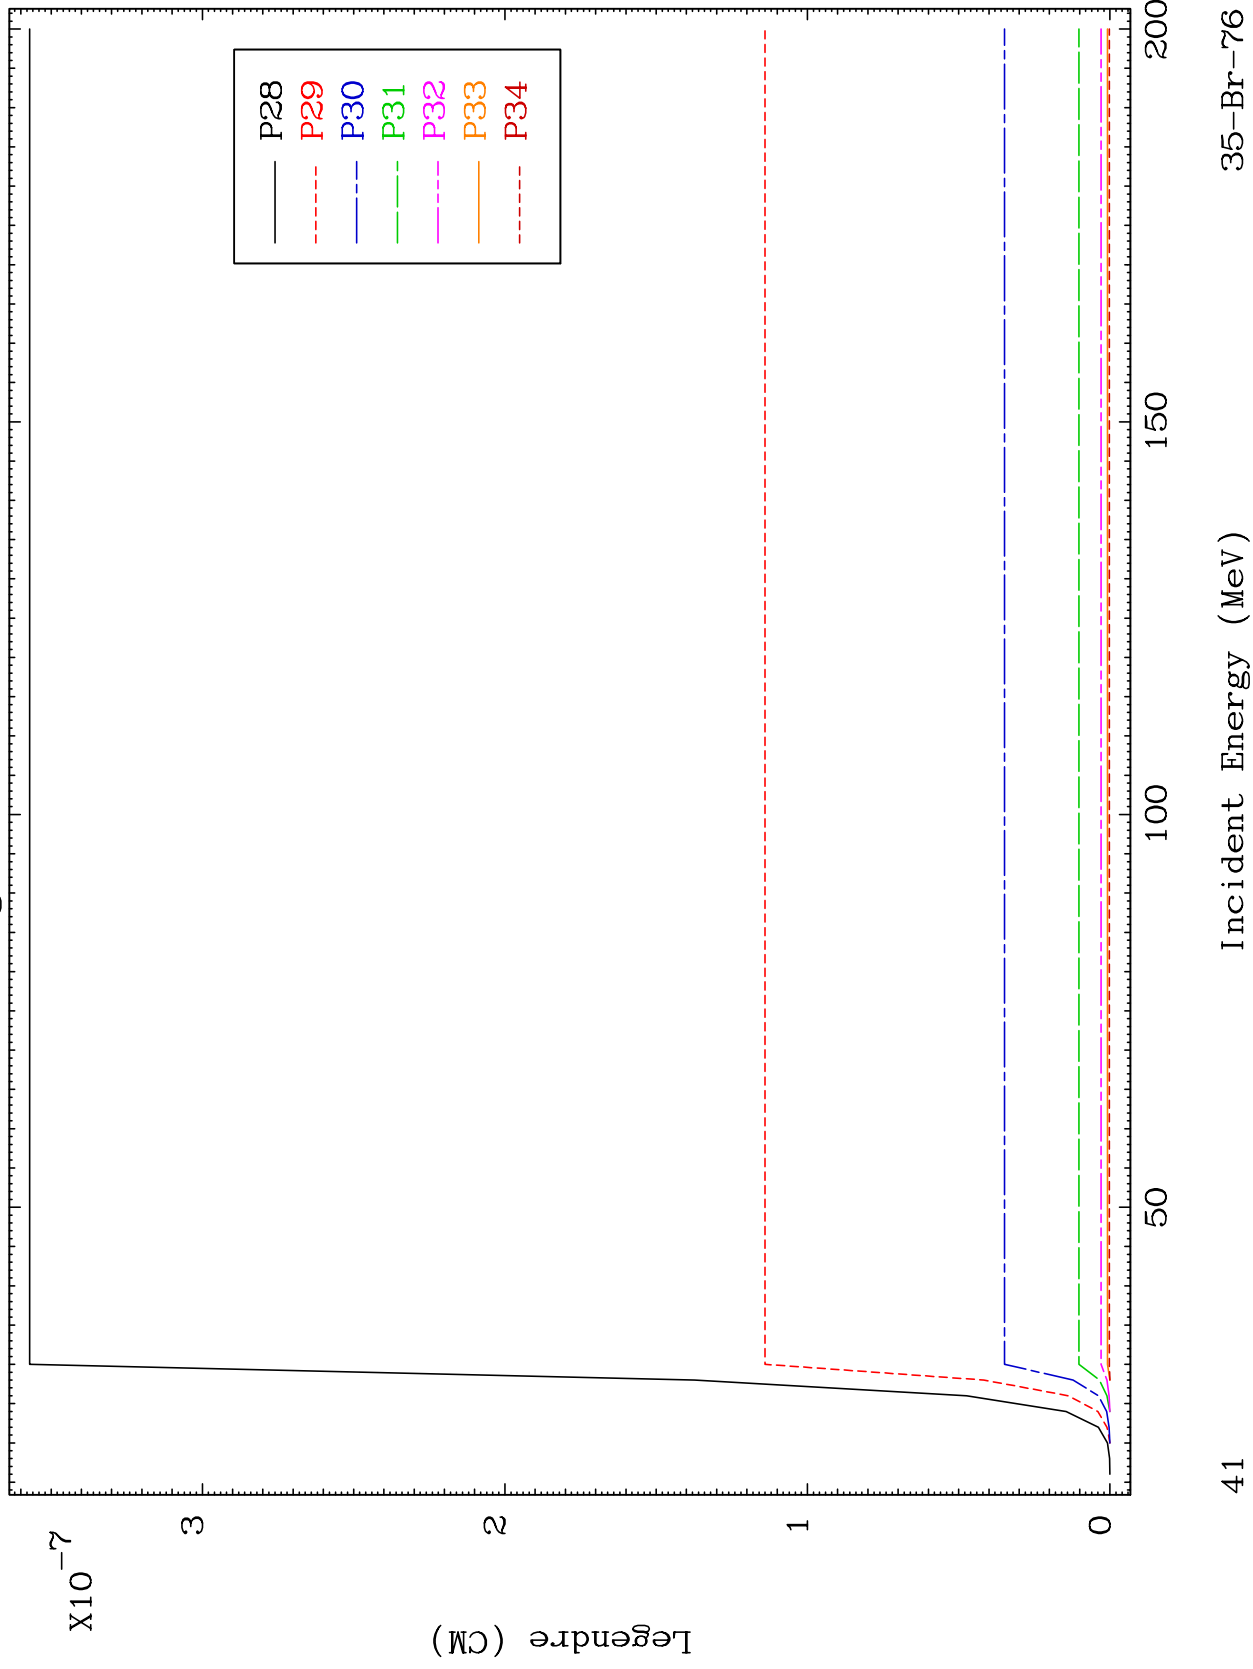 X10-7
3
2
1
0
Legendre (CM)
P28
P29
P30
P31
P32
P33
P34
50
100
150
200
41
Incident Energy (MeV)
35-Br-76